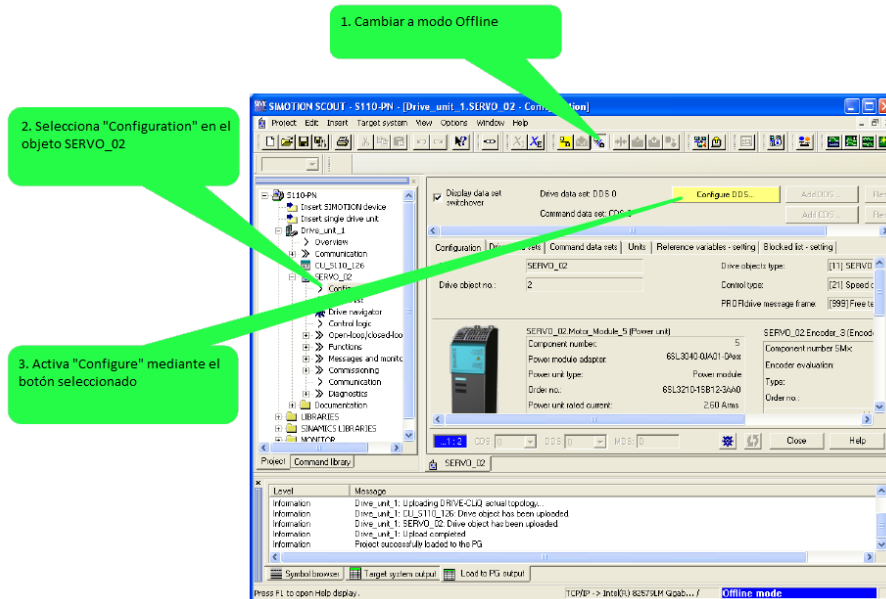 1. Cambiar a modo Offline
2. Selecciona "Configuration" en el
objeto SERVO_02
3. Activa "Configure" mediante el
botón seleccionado
SIMOTION SCOUT - S110-PN - [Drive_unit_1.SERVO_02 - Con
Project Edit Insert Target system View Options Window Help
S110-PN
Insert SIMOTION device
Insert single drive unit
Drive_unit_1
Overview
Communication
CU_S110_126
SERVO_02
Drive navigator
Control logic
Open-loop/closed-loo
Functions
Messages and monito
Commissioning
Communication
Diagnostics
Documentation
LIBRARIES
SINAMICS LIBRARIES
MONITOR
Project Command library
Display data set
switchover
Drive data set: DDS 0 Configure DDS... Add DDS...
Command data set: Add CDS...
Configuration Command data sets Units Reference variables - setting Blocked list - setting
SERVO_02 Drive objects type: [11] SERVO
Drive object no.: 2 Control type: [21] Speed c
PROFIdrive message frame: [999] Free te
SERVO_02.Motor_Module_5 (Power unit) SERVO_02.Encoder_3 (Encod
Component number: 5 Component number SMx:
Power module adapter: 6SL3040-0JA01-0Axx Encoder evaluation:
Power unit type: Power module Type:
Order no.: 6SL3210-1SB12-3AA0 Order no.:
Power unit rated current: 2.60 Arms
CDS: 0 DDS: 0 MDS: 0 Close Help
SERVO_02
Level Message
Information Drive_unit_1: Uploading DRIVE-CLiQ actual topology...
Information Drive_unit_1: CU_S110_126: Drive object has been uploaded.
Information Drive_unit_1: SERVO_02: Drive object has been uploaded.
Information Drive_unit_1: Upload completed
Information Project successfully loaded to the PG
Symbol browser Target system output Load to PG output
Press F1 to open Help display. TCP/IP -> Intel(R) 82579LM Gigab... / Offline mode